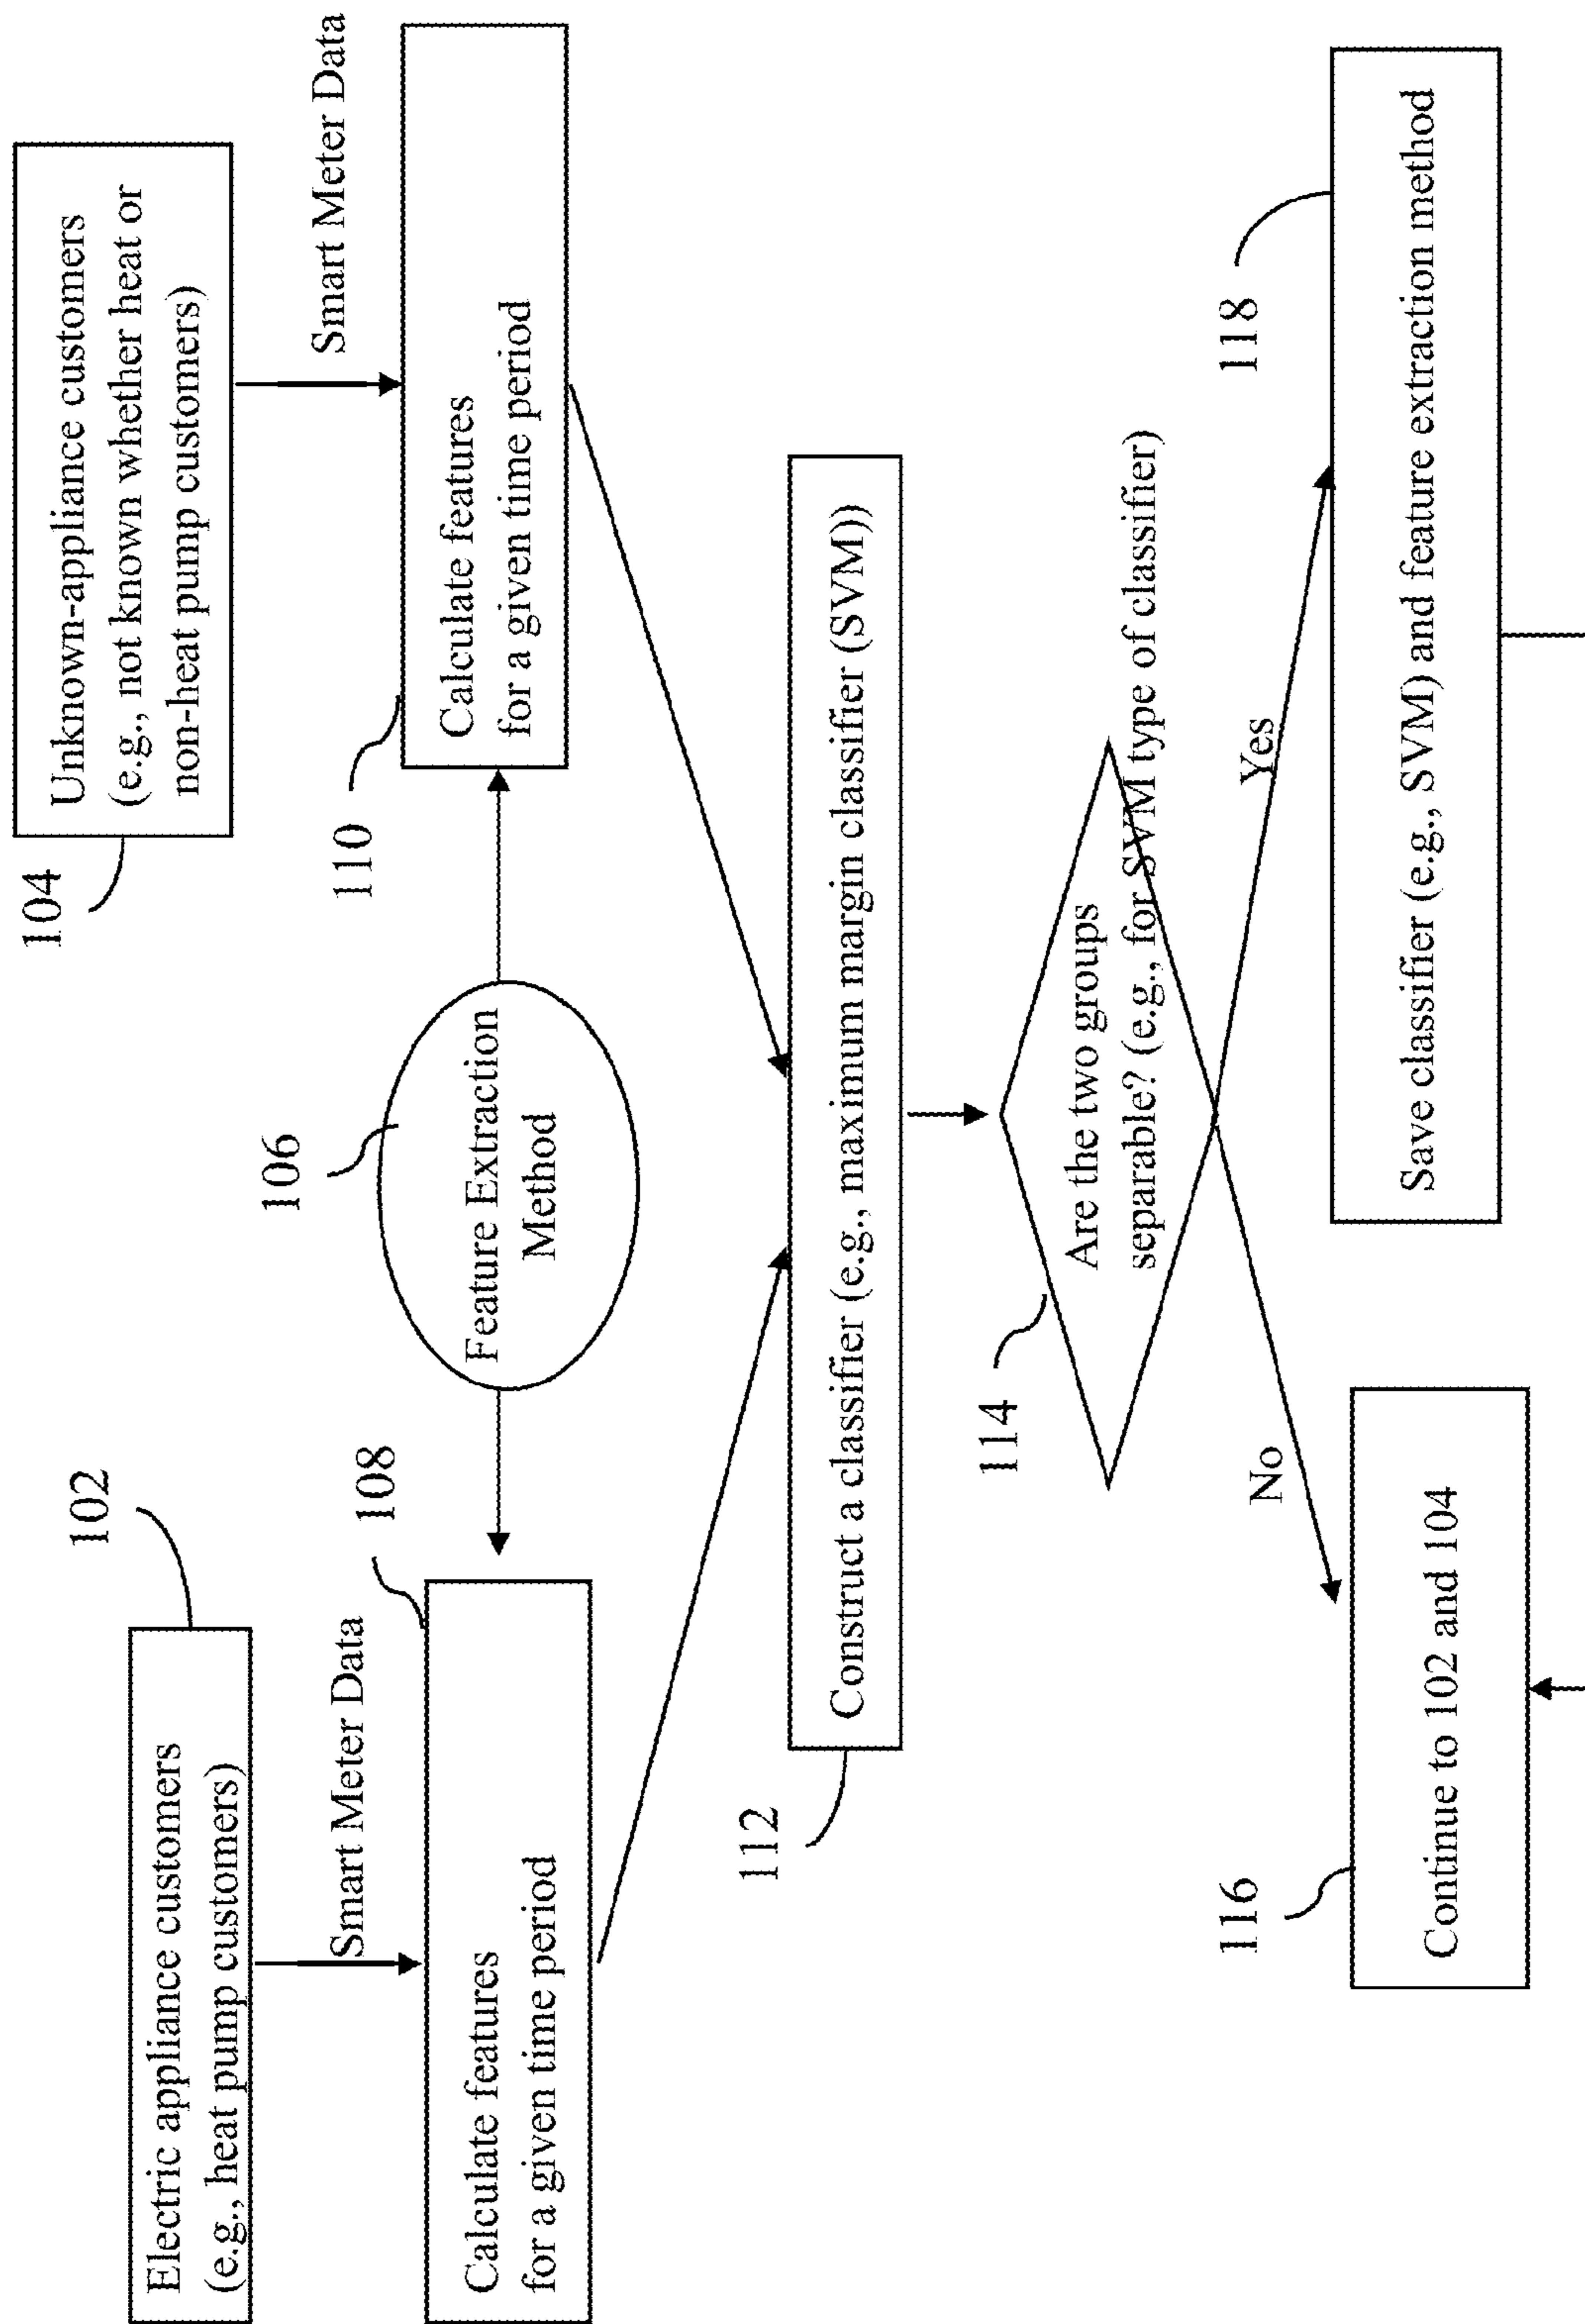 102
Electric appliance customers
(e.g., heat pump customers)
104
Unknown-appliance customers
(e.g., not known whether heat or
non-heat pump customers)
Smart Meter Data
Smart Meter Data
108
Calculate features
for a given time period
106
Feature Extraction
Method
110
Calculate features
for a given time period
112
Construct a classifier (e.g., maximum margin classifier (SVM))
114
Are the two groups
separable? (e.g., for SVM type of classifier)
No
Yes
116
Continue to 102 and 104
118
Save classifier (e.g., SVM) and feature extraction method